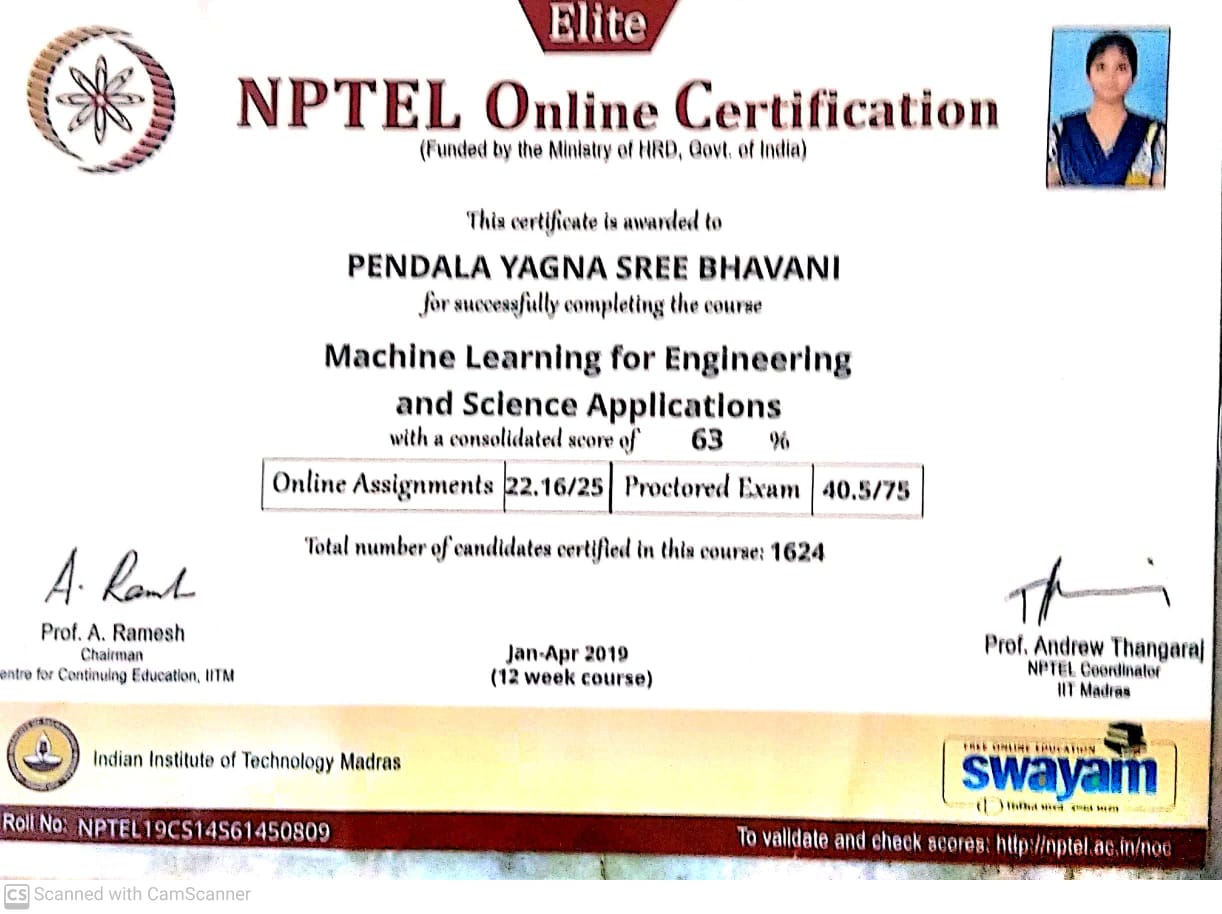 Elite
NPTEL Online Certification
(Funded by the Ministry of HRD, Govt. of India)
This certificate is awarded to
PENDALA YAGNA SREE BHAVANI
for successfully completing the course
Machine Learning for Engineering
and Science Applications
with a consolidated score of 63 %
Online Assignments 22.16/25 Proctored Exam 40.5/75
Total number of candidates certified in this course: 1624
A. Ramesh
Prof. A. Ramesh
Chairman
entre for Continuing Education, IITM
Jan-Apr 2019
(12 week course)
Prof. Andrew Thangaraj
NPTEL Coordinator
IIT Madras
Indian Institute of Technology Madras
FREE ONLINE EDUCATION
swayam
Roll No: NPTEL19CS14S61450809
To validate and check scores: http://nptel.ac.in/noc
CS Scanned with CamScanner